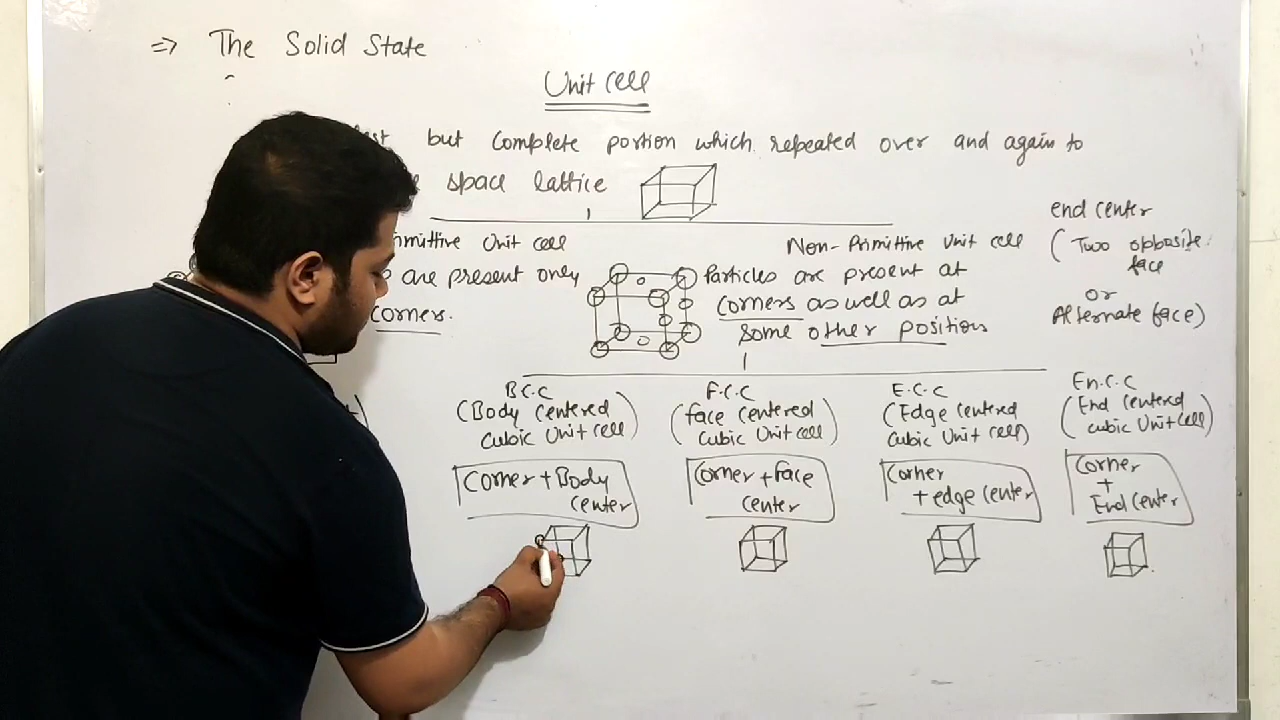 ⇒ The Solid State
Unit cell
but complete portion which repeated over and again to
space lattice
Unit cell
are present only
corners.
Non-Primittive Unit cell
Particles are present at
corners as well as at
some other position
end center
(Two opposite
face
or
Alternate face)
B.C.C
(Body centered
cubic Unit cell)
Corner + Body
center
F.C.C
(face centered
cubic Unit cell)
Corner + face
center
E.C.C
(Edge centered
cubic Unit cell)
Corner
+ edge center
En.C.C
(End centered
cubic Unit cell)
Corner
+
End center